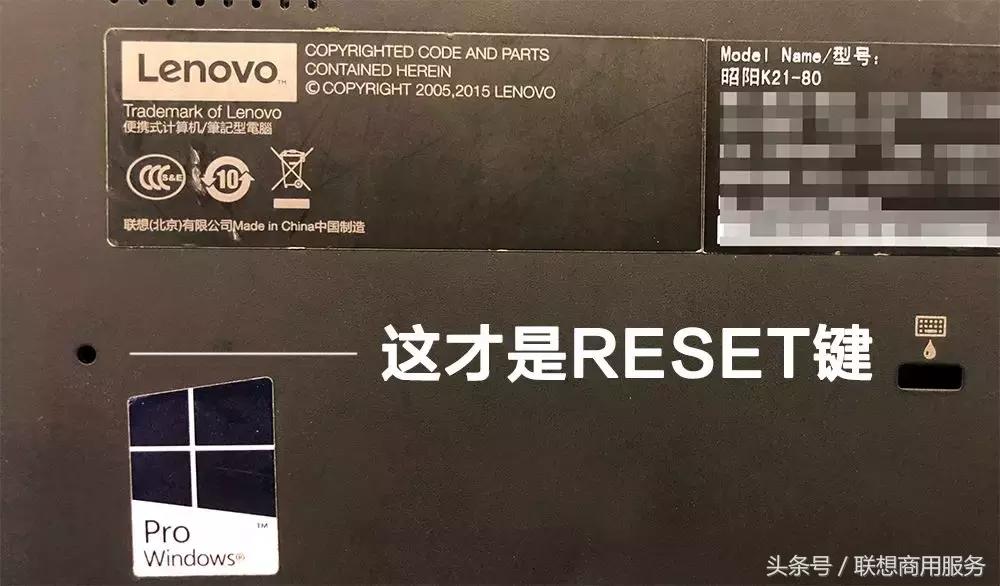 Lenovo™
COPYRIGHTED CODE AND PARTS
CONTAINED HEREIN
©COPYRIGHT 2005,2015 LENOVO
Trademark of Lenovo
便携式计算机/筆記型電腦
CCC S&E
10
联想(北京)有限公司Made in China中国制造
Model Name/型号:
昭阳K21-80
这才是RESET键
Pro ™
Windows®
头条号 / 联想商用服务